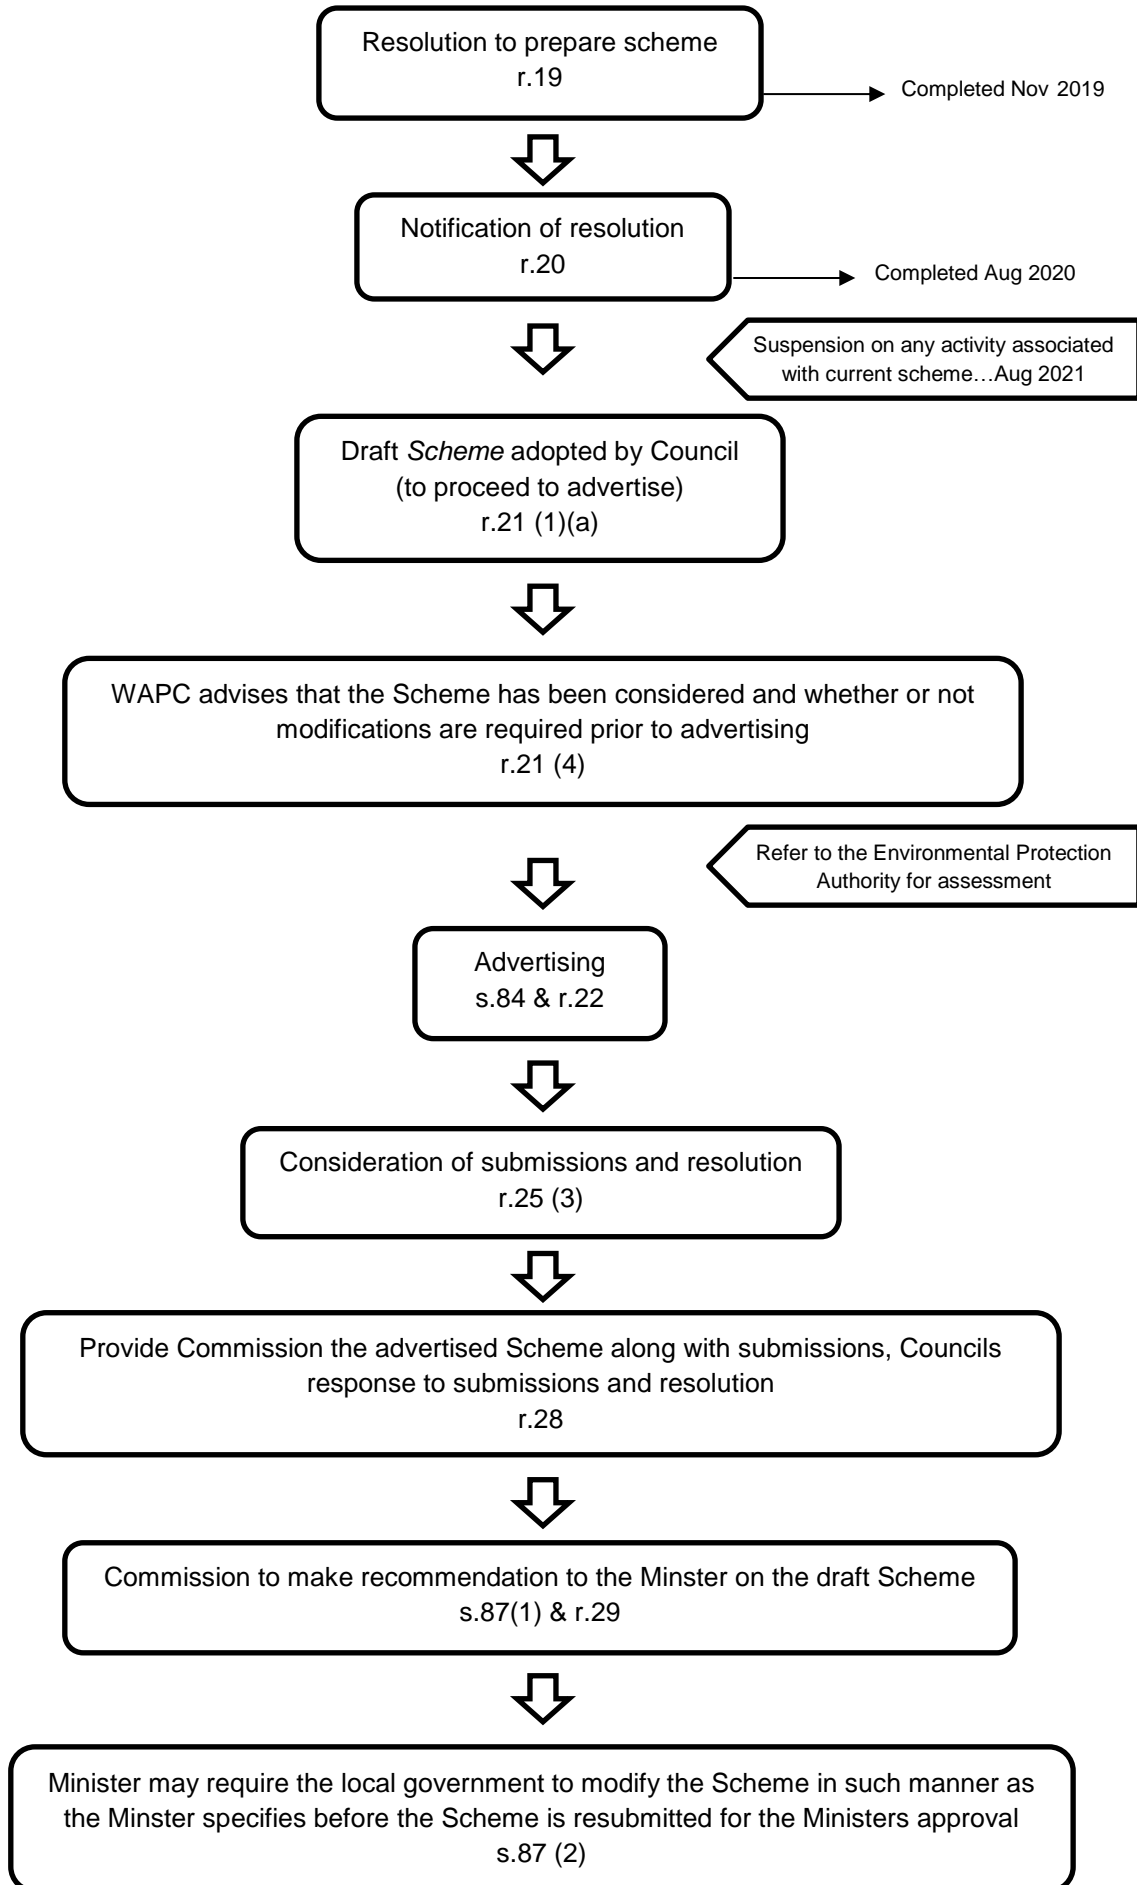 Resolution to prepare scheme
r.19
Completed Nov 2019
Notification of resolution
r.20
Completed Aug 2020
Suspension on any activity associated
with current scheme…Aug 2021
Draft Scheme adopted by Council
(to proceed to advertise)
r.21 (1)(a)
WAPC advises that the Scheme has been considered and whether or not
modifications are required prior to advertising
r.21 (4)
Refer to the Environmental Protection
Authority for assessment
Advertising
s.84 & r.22
Consideration of submissions and resolution
r.25 (3)
Provide Commission the advertised Scheme along with submissions, Councils
response to submissions and resolution
r.28
Commission to make recommendation to the Minster on the draft Scheme
s.87(1) & r.29
Minister may require the local government to modify the Scheme in such manner as
the Minster specifies before the Scheme is resubmitted for the Ministers approval
s.87 (2)